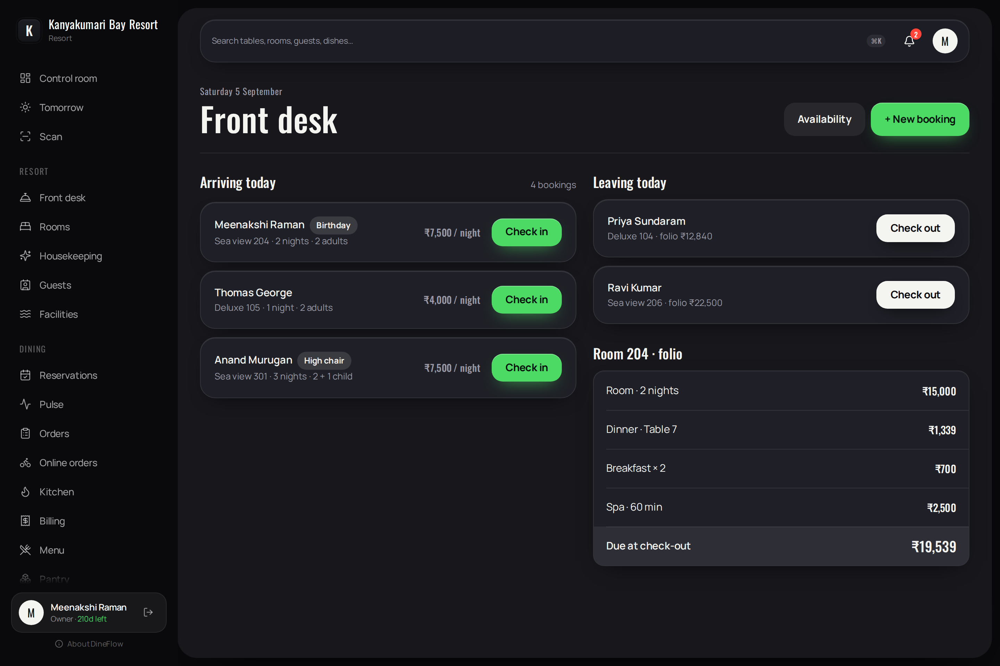 K
Kanyakumari Bay Resort
Resort
Control room
Tomorrow
Scan
RESORT
Front desk
Rooms
Housekeeping
Guests
Facilities
DINING
Reservations
Pulse
Orders
Online orders
Kitchen
Billing
Menu
Pantry
M
Meenakshi Raman
Owner · 210d left
About DineFlow
Search tables, rooms, guests, dishes...
⌘K
2
M
Saturday 5 September
Front desk
Availability
+ New booking
Arriving today
4 bookings
Meenakshi Raman Birthday
Sea view 204 · 2 nights · 2 adults
₹7,500 / night
Check in
Thomas George
Deluxe 105 · 1 night · 2 adults
₹4,000 / night
Check in
Anand Murugan High chair
Sea view 301 · 3 nights · 2 + 1 child
₹7,500 / night
Check in
Leaving today
Priya Sundaram
Deluxe 104 · folio ₹12,840
Check out
Ravi Kumar
Sea view 206 · folio ₹22,500
Check out
Room 204 · folio
Room · 2 nights ₹15,000
Dinner · Table 7 ₹1,339
Breakfast × 2 ₹700
Spa · 60 min ₹2,500
Due at check-out ₹19,539